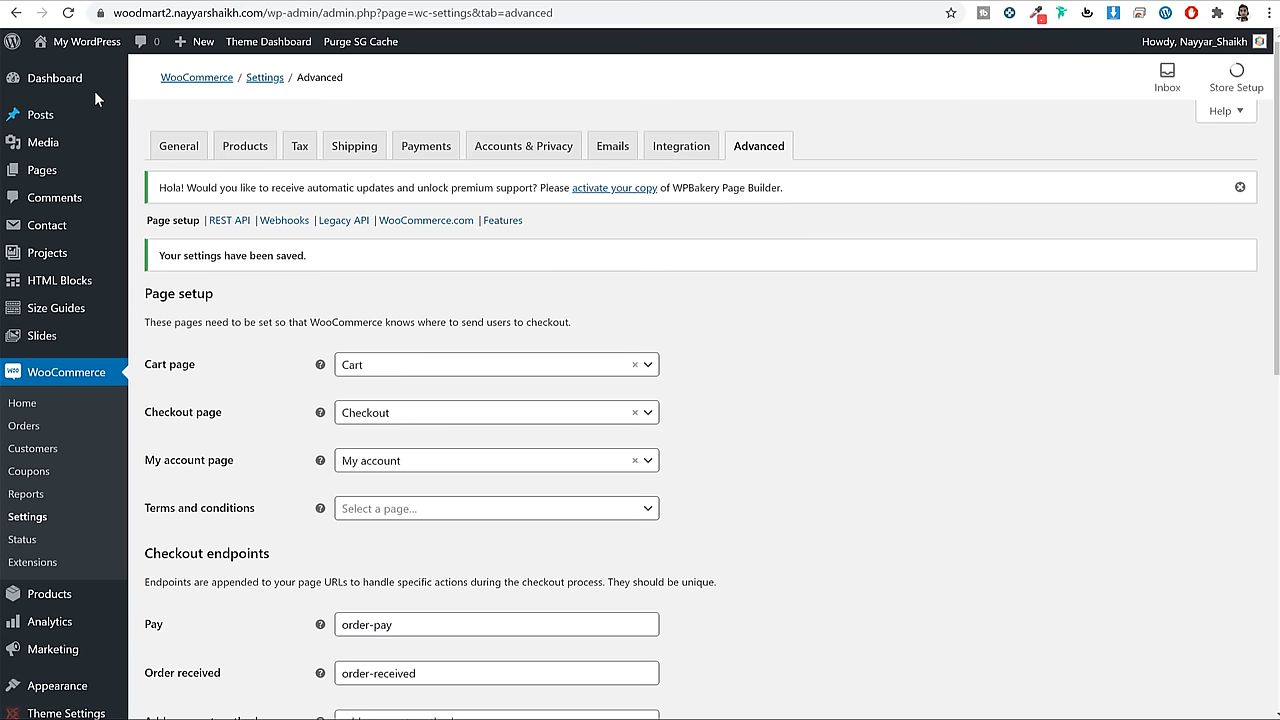 woodmart2.nayyarshaikh.com/wp-admin/admin.php?page=wc-settings&tab=advanced
My WordPress 0 New Theme Dashboard Purge SG Cache Howdy, Nayyar_Shaikh
Dashboard
Posts
Media
Pages
Comments
Contact
Projects
HTML Blocks
Size Guides
Slides
WooCommerce
Home
Orders
Customers
Coupons
Reports
Settings
Status
Extensions
Products
Analytics
Marketing
Appearance
Theme Settings
WooCommerce / Settings / Advanced
Inbox Store Setup
Help
General Products Tax Shipping Payments Accounts & Privacy Emails Integration Advanced
Hola! Would you like to receive automatic updates and unlock premium support? Please activate your copy of WPBakery Page Builder.
Page setup | REST API | Webhooks | Legacy API | WooCommerce.com | Features
Your settings have been saved.
Page setup
These pages need to be set so that WooCommerce knows where to send users to checkout.
Cart page Cart ×
Checkout page Checkout ×
My account page My account ×
Terms and conditions Select a page...
Checkout endpoints
Endpoints are appended to your page URLs to handle specific actions during the checkout process. They should be unique.
Pay order-pay
Order received order-received